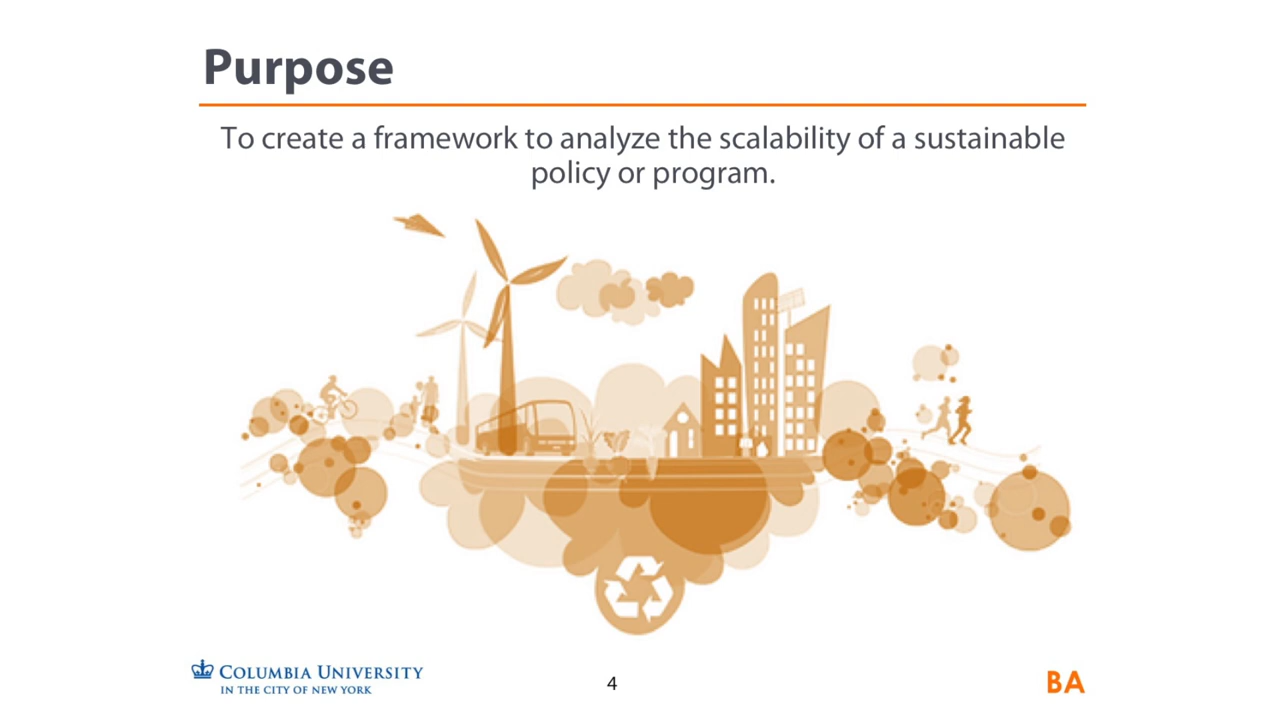 Purpose
To create a framework to analyze the scalability of a sustainable
policy or program.
COLUMBIA UNIVERSITY
IN THE CITY OF NEW YORK
4
BA